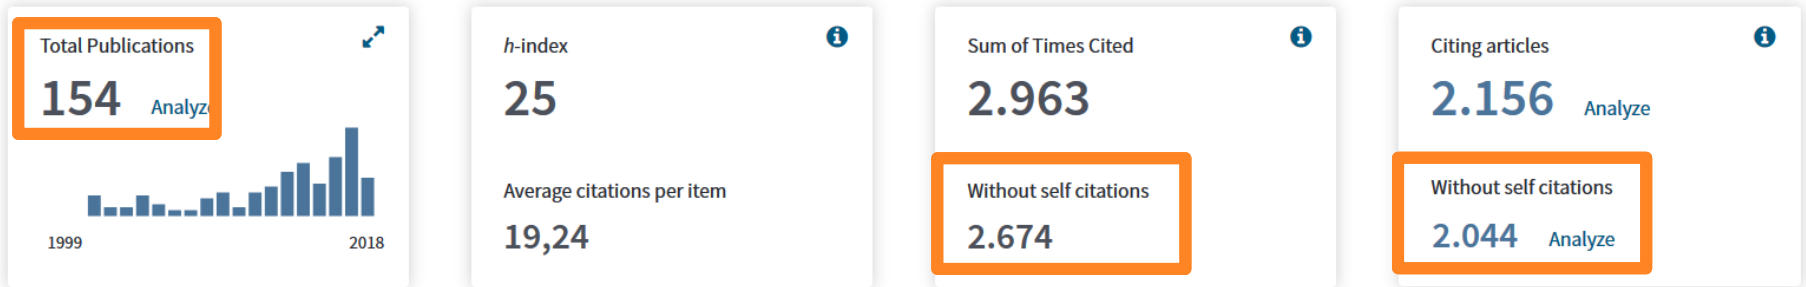 Total Publications
154 Analyze
1999 2018
h-index
25
Average citations per item
19,24
Sum of Times Cited
2.963
Without self citations
2.674
Citing articles
2.156 Analyze
Without self citations
2.044 Analyze